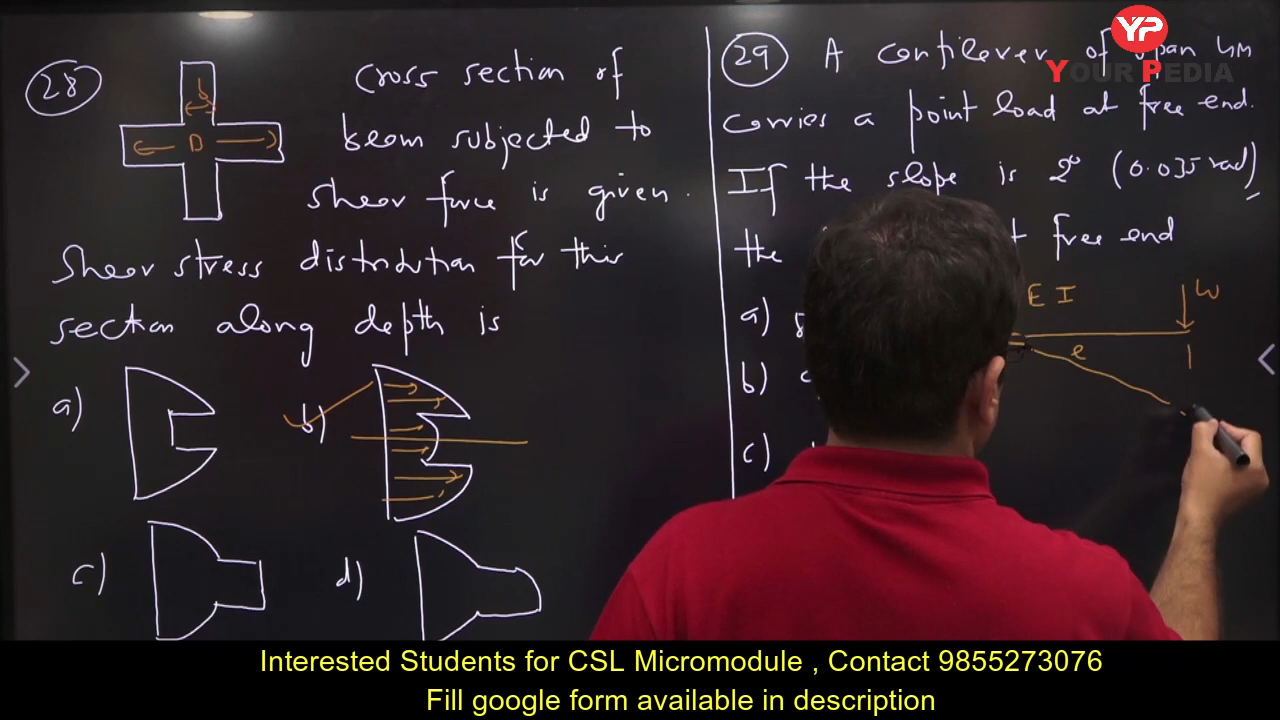 28
b
D
Cross section of
beam subjected to
shear force is given.
Shear stress distribution for this
section along depth is
a)
b)
c)
d)
29 A cantilever of span 4m
carries a point load at free end.
If the slope is 2° (0.035 rad)
the
free end
a)
b)
c)
E I
W
YP
YOUR PEDIA
Interested Students for CSL Micromodule , Contact 9855273076
Fill google form available in description